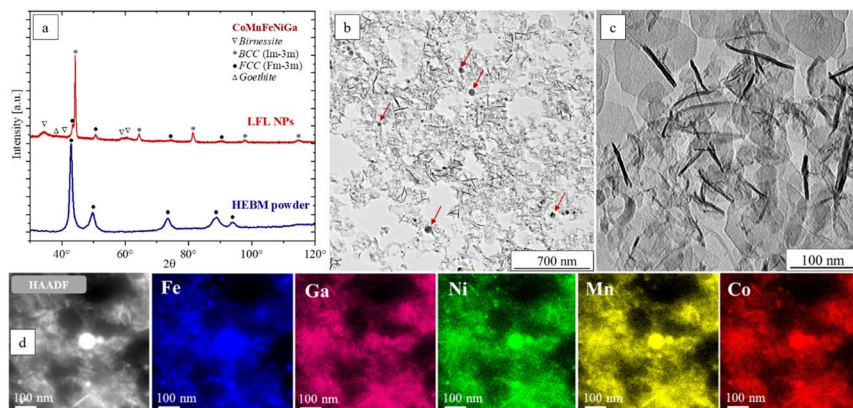 a
CoMnFeNiGa
▽ Birnessite
* BCC (Im-3m)
• FCC (Fm-3m)
△ Goethite
LFL NPs
HEBM powder
Intensity [a.u.]
40° 60° 80° 100° 120°
2θ
b
700 nm
c
100 nm
HAADF
d
100 nm
Fe
100 nm
Ga
100 nm
Ni
100 nm
Mn
100 nm
Co
100 nm